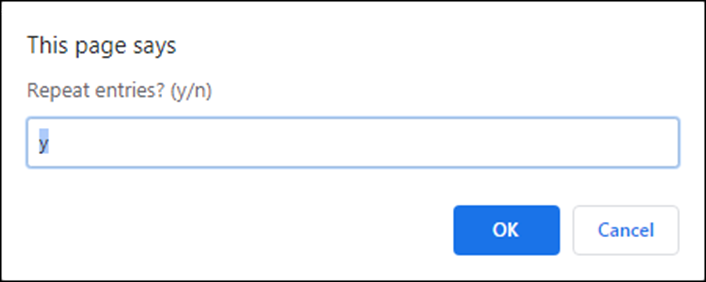 This page says
Repeat entries? (y/n)
y
OK Cancel